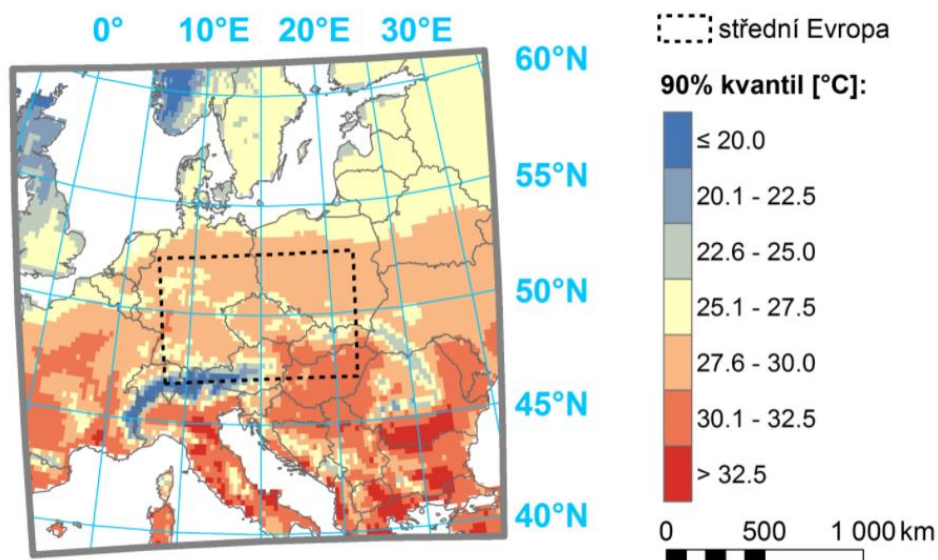 0° 10°E 20°E 30°E
60°N
55°N
50°N
45°N
40°N
střední Evropa
90% kvantil [°C]:
≤ 20.0
20.1 - 22.5
22.6 - 25.0
25.1 - 27.5
27.6 - 30.0
30.1 - 32.5
> 32.5
0 500 1 000 km